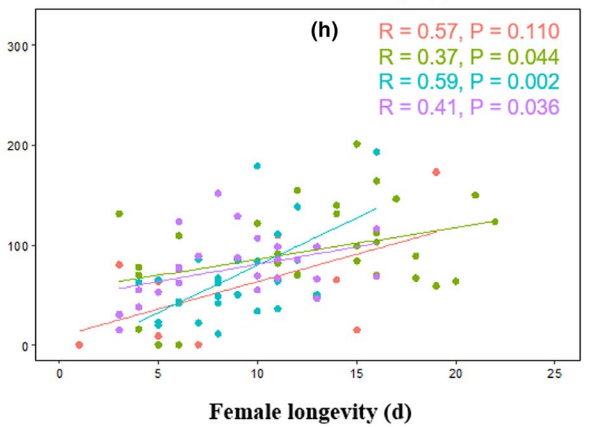 (h)
R = 0.57, P = 0.110
R = 0.37, P = 0.044
R = 0.59, P = 0.002
R = 0.41, P = 0.036
300
200
100
0
0 5 10 15 20 25
Female longevity (d)